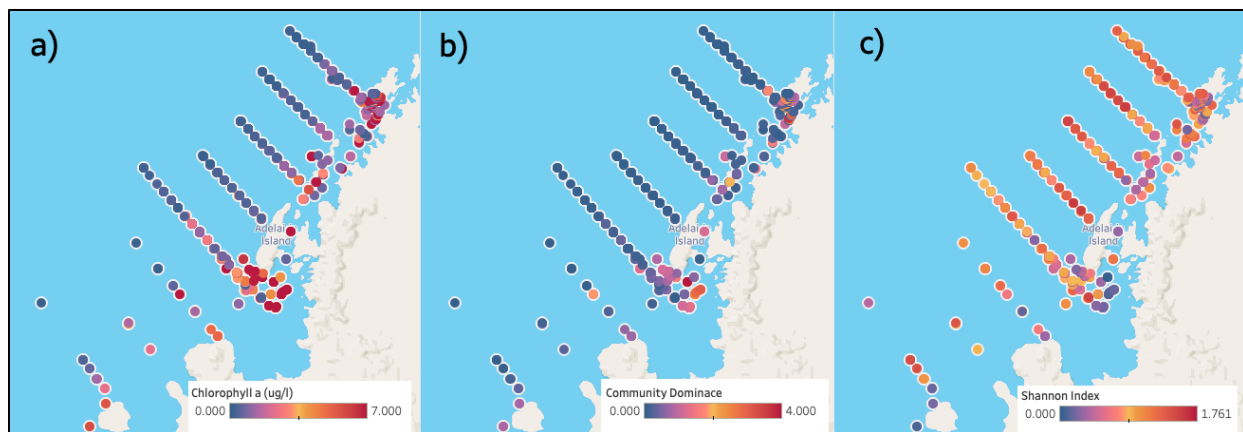 a)
Adelai
Island
Chlorophyll a (ug/l)
0.000 7.000
b)
Adelai
Island
Community Dominace
0.000 4.000
c)
Adelaide
Island
Shannon Index
0.000 1.761